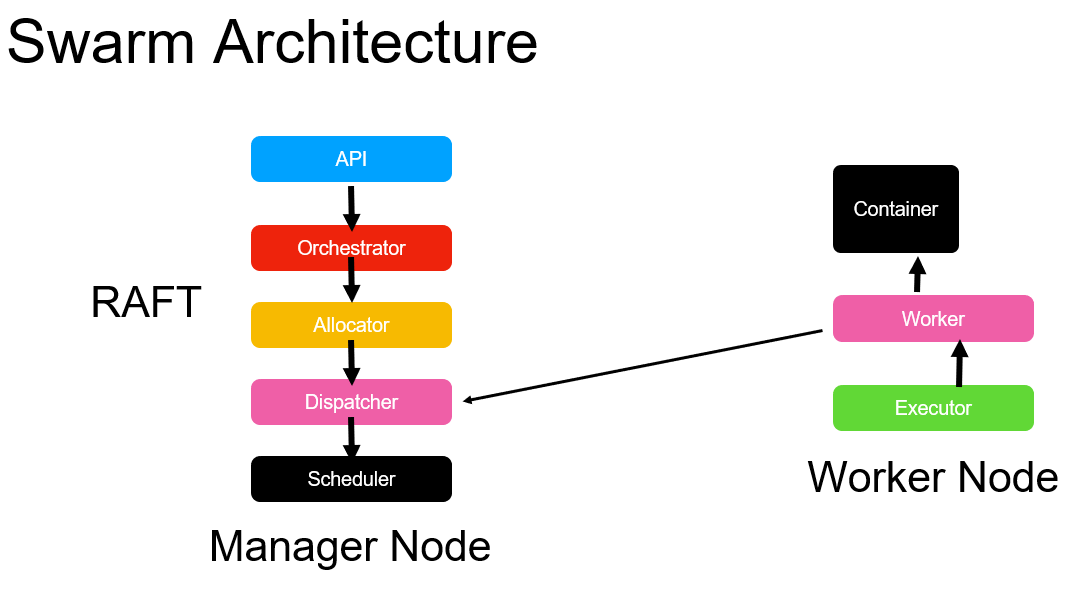 Swarm Architecture
API
Orchestrator
RAFT
Allocator
Dispatcher
Scheduler
Manager Node
Container
Worker
Executor
Worker Node